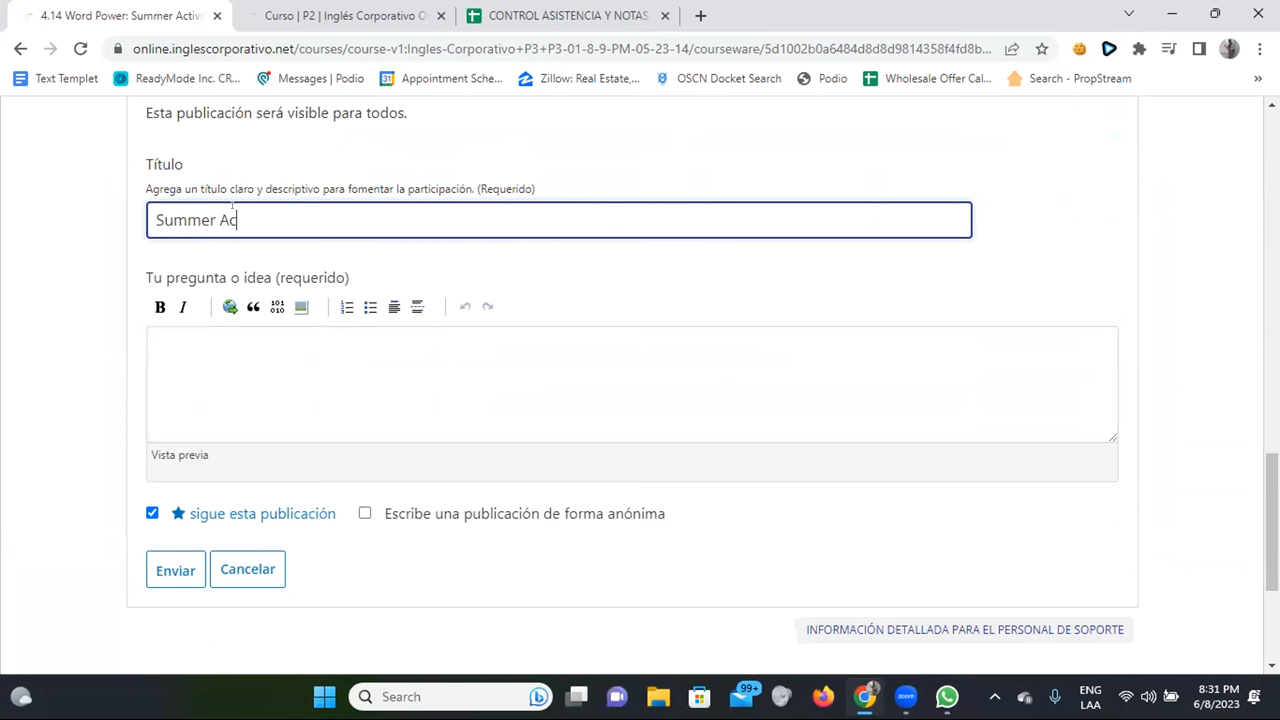 4.14 Word Power: Summer Activ
Curso | P2 | Inglés Corporativo O
CONTROL ASISTENCIA Y NOTAS
online.inglescorporativo.net/courses/course-v1:Ingles-Corporativo+P3+P3-01-8-9-PM-05-23-14/courseware/5d1002b0a6484d8d8d9814358f4fd8b...
Text Templet
ReadyMode Inc. CR...
Messages | Podio
Appointment Sche...
Zillow: Real Estate,...
OSCN Docket Search
Podio
Wholesale Offer Cal...
Search - PropStream
»
Esta publicación será visible para todos.
Título
Agrega un título claro y descriptivo para fomentar la participación. (Requerido)
Summer Ac
Tu pregunta o idea (requerido)
B I
101
010
Vista previa
sigue esta publicación
Escribe una publicación de forma anónima
Enviar
Cancelar
INFORMACIÓN DETALLADA PARA EL PERSONAL DE SOPORTE
Search
99+
zoom
ENG
LAA
8:31 PM
6/8/2023